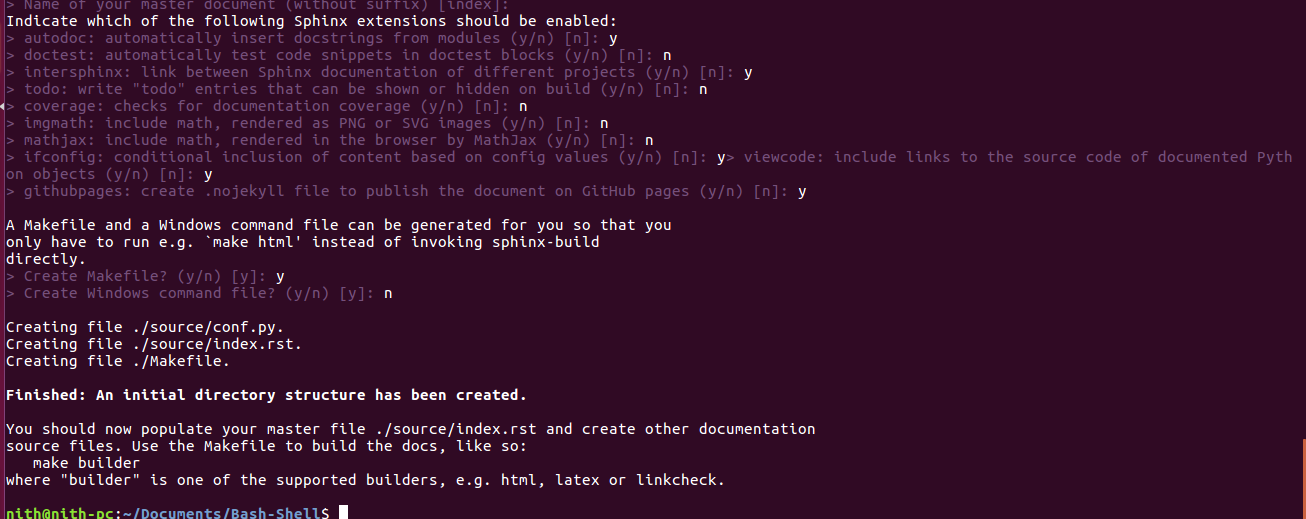 > Name of your master document (without suffix) [index]:
Indicate which of the following Sphinx extensions should be enabled:
> autodoc: automatically insert docstrings from modules (y/n) [n]: y
> doctest: automatically test code snippets in doctest blocks (y/n) [n]: n
> intersphinx: link between Sphinx documentation of different projects (y/n) [n]: y
> todo: write "todo" entries that can be shown or hidden on build (y/n) [n]: n
> coverage: checks for documentation coverage (y/n) [n]: n
> imgmath: include math, rendered as PNG or SVG images (y/n) [n]: n
> mathjax: include math, rendered in the browser by MathJax (y/n) [n]: n
> ifconfig: conditional inclusion of content based on config values (y/n) [n]: y> viewcode: include links to the source code of documented Pyth
on objects (y/n) [n]: y
> githubpages: create .nojekyll file to publish the document on GitHub pages (y/n) [n]: y
A Makefile and a Windows command file can be generated for you so that you
only have to run e.g. `make html' instead of invoking sphinx-build
directly.
> Create Makefile? (y/n) [y]: y
> Create Windows command file? (y/n) [y]: n
Creating file ./source/conf.py.
Creating file ./source/index.rst.
Creating file ./Makefile.
Finished: An initial directory structure has been created.
You should now populate your master file ./source/index.rst and create other documentation
source files. Use the Makefile to build the docs, like so:
make builder
where "builder" is one of the supported builders, e.g. html, latex or linkcheck.
nith@nith-pc:~/Documents/Bash-Shell$